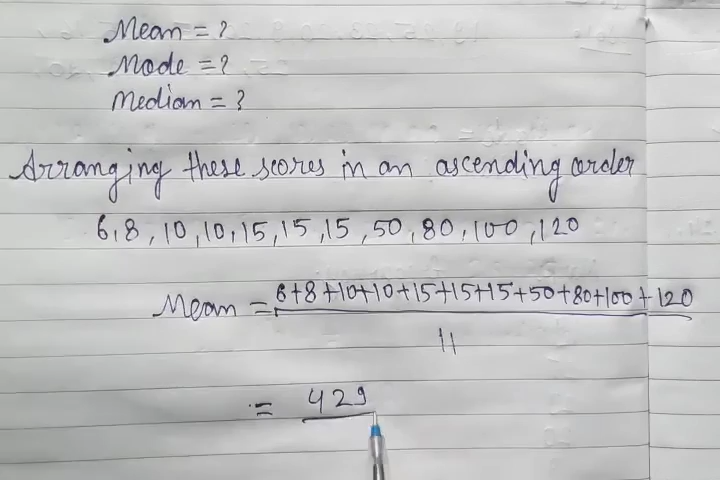 Mean = ?
Mode = ?
Median = ?
Arranging these scores in an ascending order
6, 8, 10, 10, 15, 15, 15, 50, 80, 100, 120
Mean = 6+8+10+10+15+15+15+50+80+100+120
11
= 429